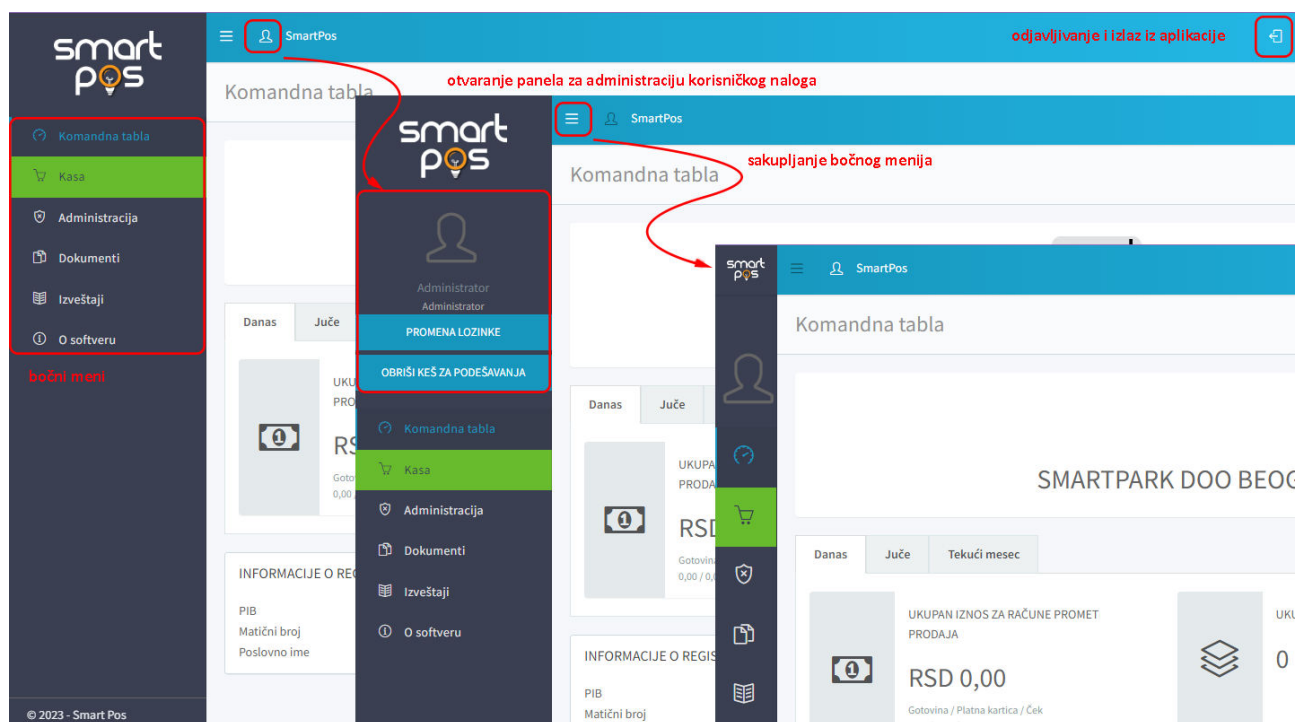 smart
pos
SmartPos
odjavljivanje i izlaz iz aplikacije
Komandna tabla
otvaranje panela za administraciju korisničkog naloga
Komandna tabla
Kasa
Administracija
Dokumenti
Izveštaji
O softveru
bočni meni
Danas
Juče
INFORMACIJE O
PIB
Matični broj
Poslovno ime
© 2023 - Smart Pos
smart
pos
SmartPos
sakupljanje bočnog menija
Komandna tabla
Administrator
Administrator
PROMENA LOZINKE
OBRIŠI KEŠ ZA PODEŠAVANJA
Komandna tabla
Kasa
Administracija
Dokumenti
Izveštaji
O softveru
Danas
Juče
INFORMACIJE O
PIB
Matični broj
smart
pos
SmartPos
Komandna tabla
SMARTPARK DOO
Danas
Juče
Tekući mesec
UKUPAN IZNOS ZA RAČUNE PROMET
PRODAJA
RSD 0,00
Gotovina / Platna kartica / Ček
0